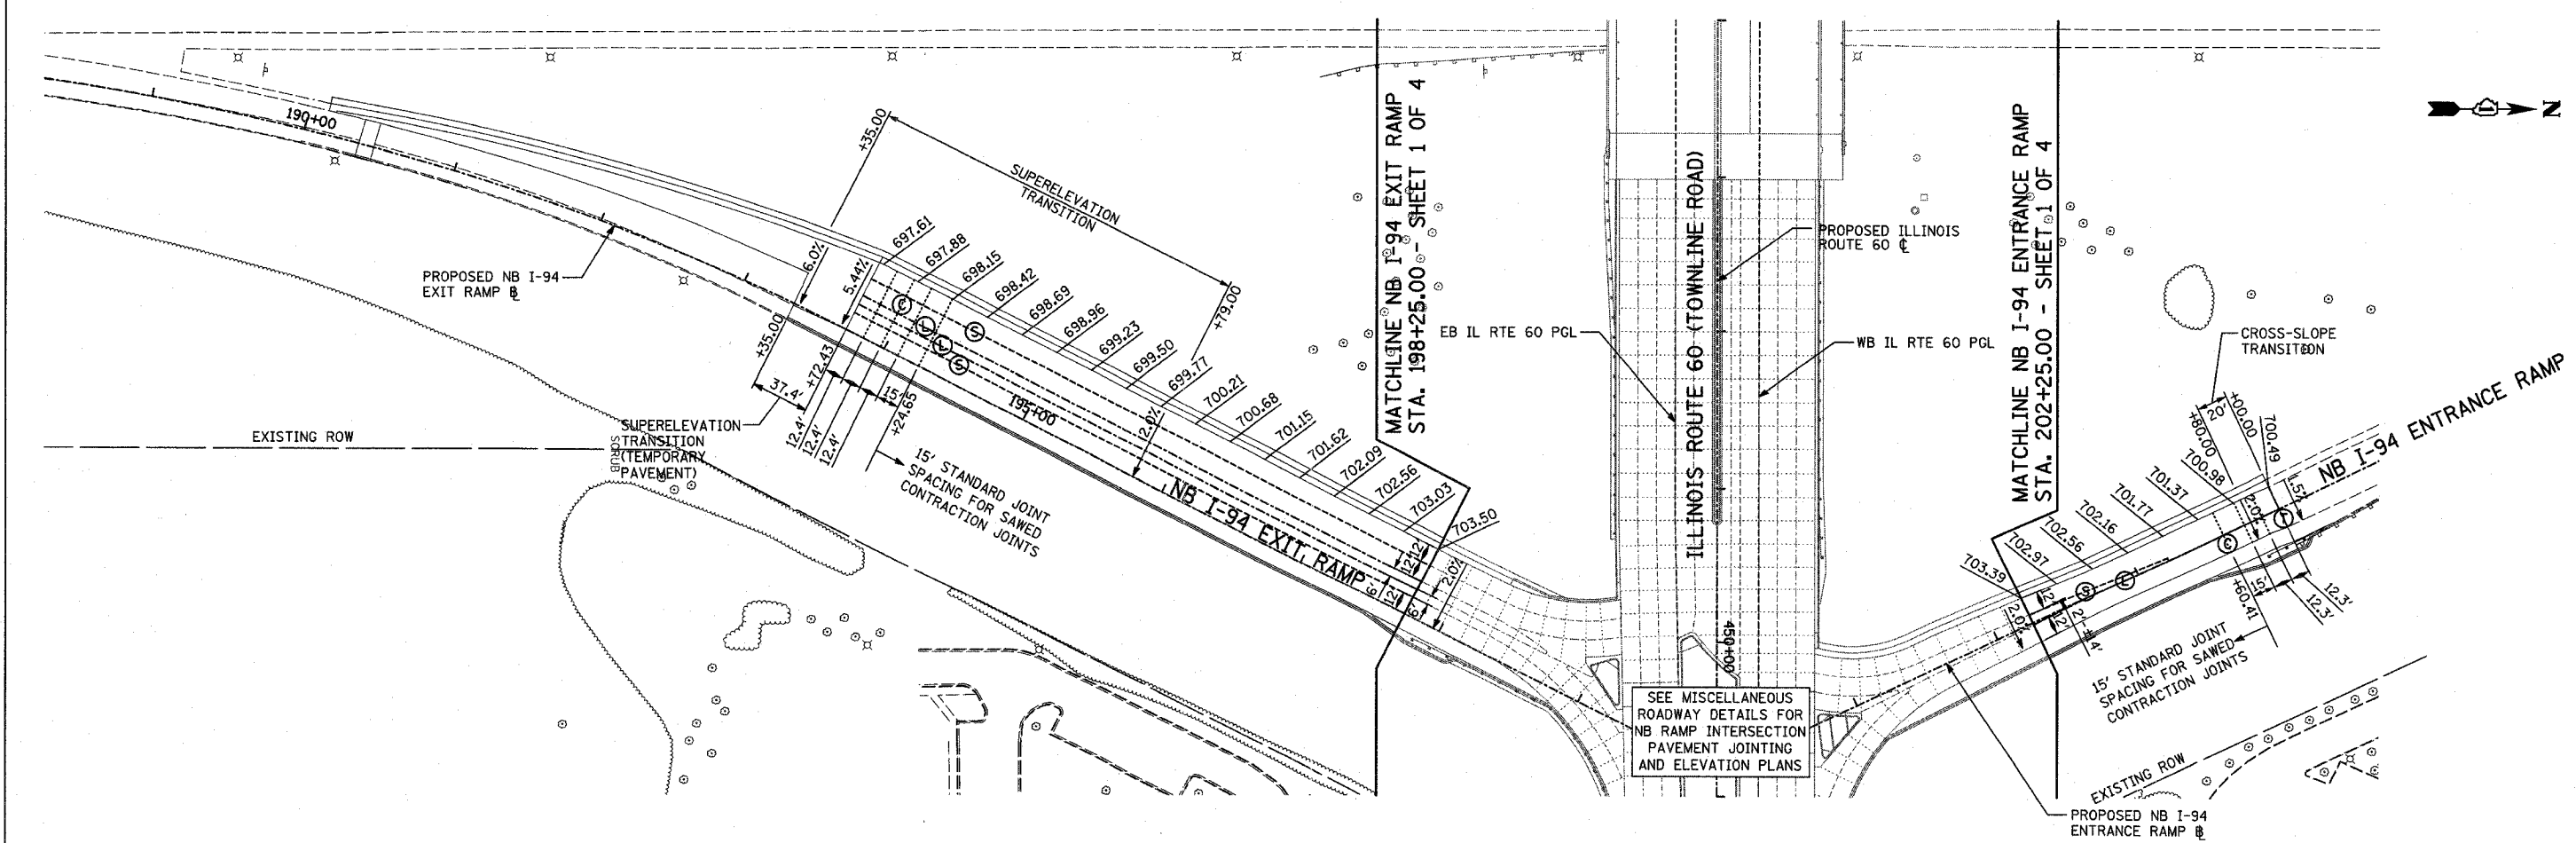 190+00
PROPOSED NB I-94
EXIT RAMP ℄
+35.00
SUPERELEVATION
TRANSITION
+79.00
6.0%
5.44%
697.61
697.88
698.15
698.42
698.69
698.96
699.23
699.50
699.77
700.21
700.68
701.15
701.62
702.09
702.56
703.03
703.50
C
L
L
S
S
+35.00
37.4'
+72.43
12.4'
12.4'
12.4'
15'
+24.65
195+00
2.0%
SUPERELEVATION
TRANSITION
(TEMPORARY
PAVEMENT)
SCRUB
EXISTING ROW
15' STANDARD JOINT
SPACING FOR SAWED
CONTRACTION JOINTS
NB I-94 EXIT RAMP
12'
12'
12'
2.0%
MATCHLINE NB I-94 EXIT RAMP
STA. 198+25.00 - SHEET 1 OF 4
ILLINOIS ROUTE 60 (TOWNLINE ROAD)
EB IL RTE 60 PGL
WB IL RTE 60 PGL
PROPOSED ILLINOIS
ROUTE 60 ℄
450+00
SEE MISCELLANEOUS
ROADWAY DETAILS FOR
NB RAMP INTERSECTION
PAVEMENT JOINTING
AND ELEVATION PLANS
MATCHLINE NB I-94 ENTRANCE RAMP
STA. 202+25.00 - SHEET 1 OF 4
CROSS-SLOPE
TRANSITION
+80.00
20'
+00.00
700.49
700.98
701.37
701.77
702.16
702.56
702.97
703.39
2.0%
12'
S
L
C
+60.41
15'
12.3'
12.3'
NB I-94 ENTRANCE RAMP
15' STANDARD JOINT
SPACING FOR SAWED
CONTRACTION JOINTS
EXISTING ROW
PROPOSED NB I-94
ENTRANCE RAMP ℄
N